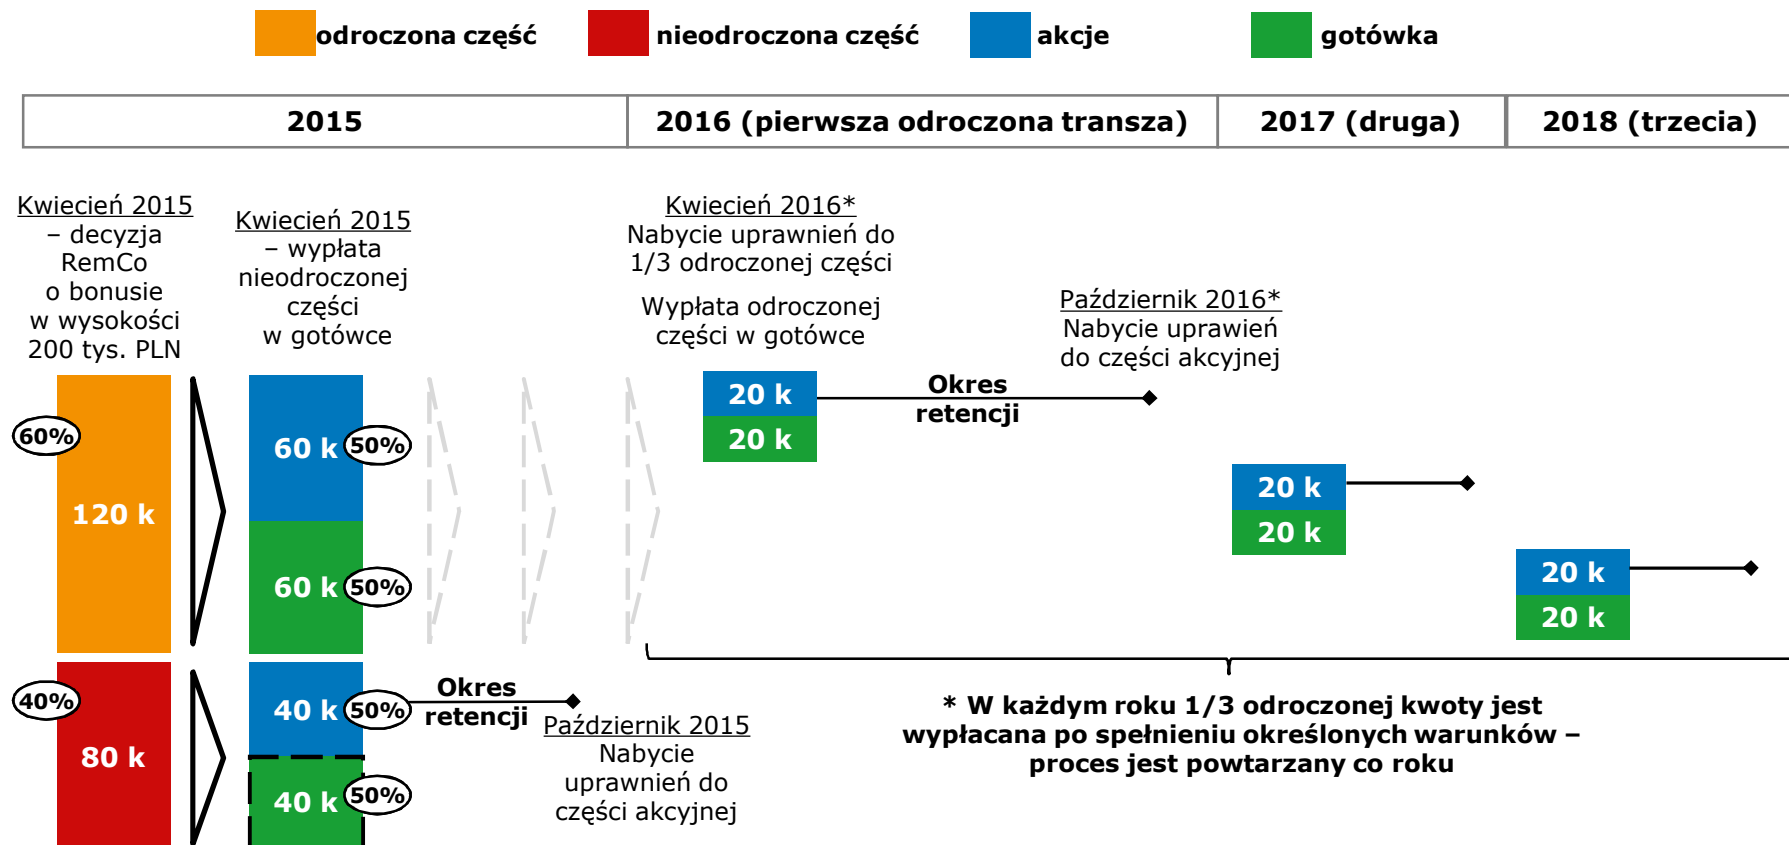 odroczona część
nieodroczona część
akcje
gotówka
2015
2016 (pierwsza odroczona transza)
2017 (druga)
2018 (trzecia)
Kwiecień 2015
– decyzja
RemCo
o bonusie
w wysokości
200 tys. PLN
Kwiecień 2015
– wypłata
nieodroczonej
części
w gotówce
Kwiecień 2016*
Nabycie uprawnień do
1/3 odroczonej części
Wypłata odroczonej
części w gotówce
Październik 2016*
Nabycie uprawień
do części akcyjnej
60%
120 k
60 k
50%
60 k
50%
20 k
20 k
Okres
retencji
20 k
20 k
20 k
20 k
40%
80 k
40 k
50%
40 k
50%
Okres
retencji
Październik 2015
Nabycie
uprawnień do
części akcyjnej
* W każdym roku 1/3 odroczonej kwoty jest
wypłacana po spełnieniu określonych warunków –
proces jest powtarzany co roku